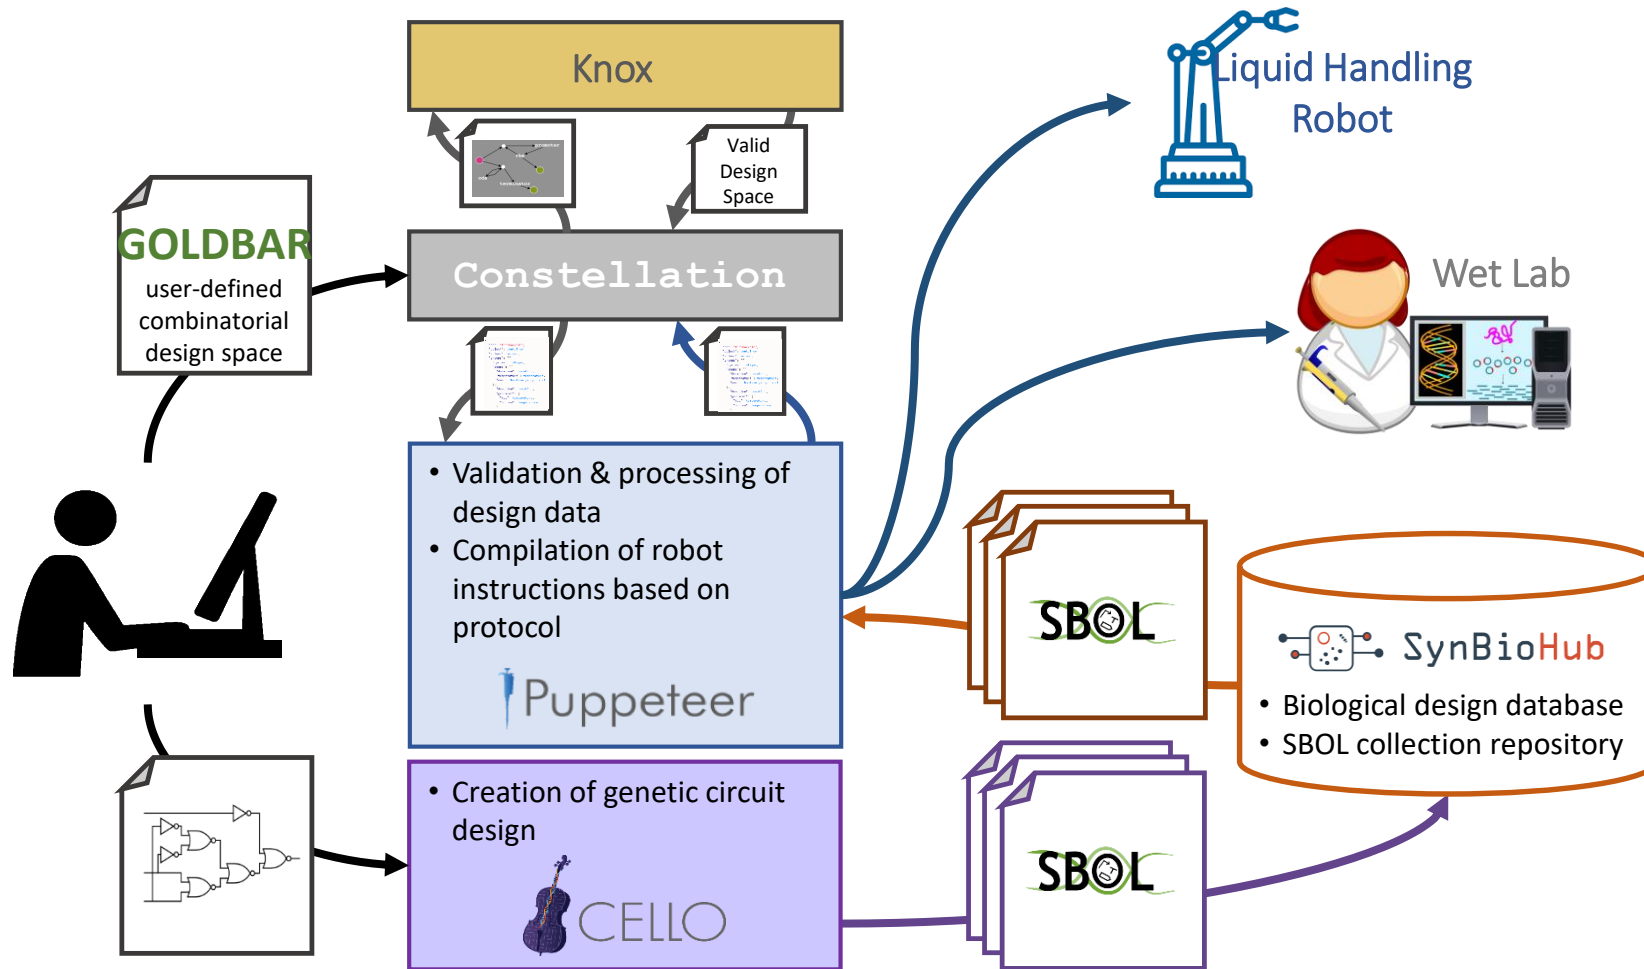 Knox
Liquid Handling
Robot
Valid
Design
Space
GOLDBAR
user-defined
combinatorial
design space
Constellation
Wet Lab
• Validation & processing of
design data
• Compilation of robot
instructions based on
protocol
Puppeteer
SBOL
SynBioHub
• Biological design database
• SBOL collection repository
• Creation of genetic circuit
design
CELLO
SBOL